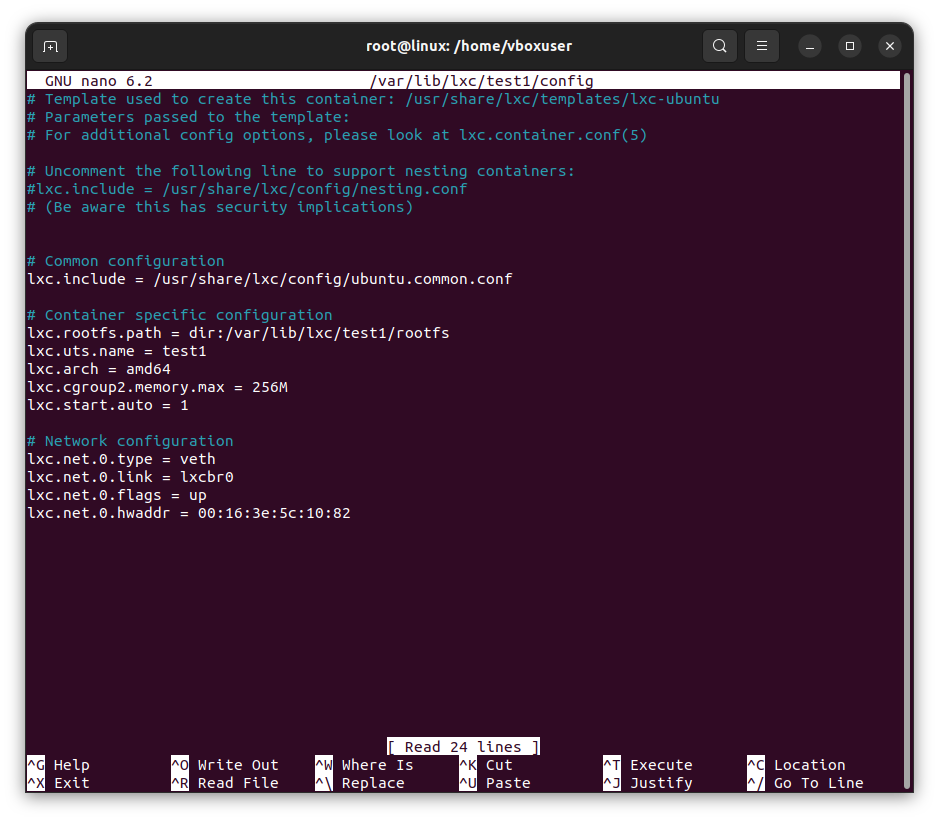 root@linux: /home/vboxuser
GNU nano 6.2 /var/lib/lxc/test1/config
# Template used to create this container: /usr/share/lxc/templates/lxc-ubuntu
# Parameters passed to the template:
# For additional config options, please look at lxc.container.conf(5)
# Uncomment the following line to support nesting containers:
#lxc.include = /usr/share/lxc/config/nesting.conf
# (Be aware this has security implications)
# Common configuration
lxc.include = /usr/share/lxc/config/ubuntu.common.conf
# Container specific configuration
lxc.rootfs.path = dir:/var/lib/lxc/test1/rootfs
lxc.uts.name = test1
lxc.arch = amd64
lxc.cgroup2.memory.max = 256M
lxc.start.auto = 1
# Network configuration
lxc.net.0.type = veth
lxc.net.0.link = lxcbr0
lxc.net.0.flags = up
lxc.net.0.hwaddr = 00:16:3e:5c:10:82
[ Read 24 lines ]
^G Help ^O Write Out ^W Where Is ^K Cut ^T Execute ^C Location
^X Exit ^R Read File ^\ Replace ^U Paste ^J Justify ^/ Go To Line